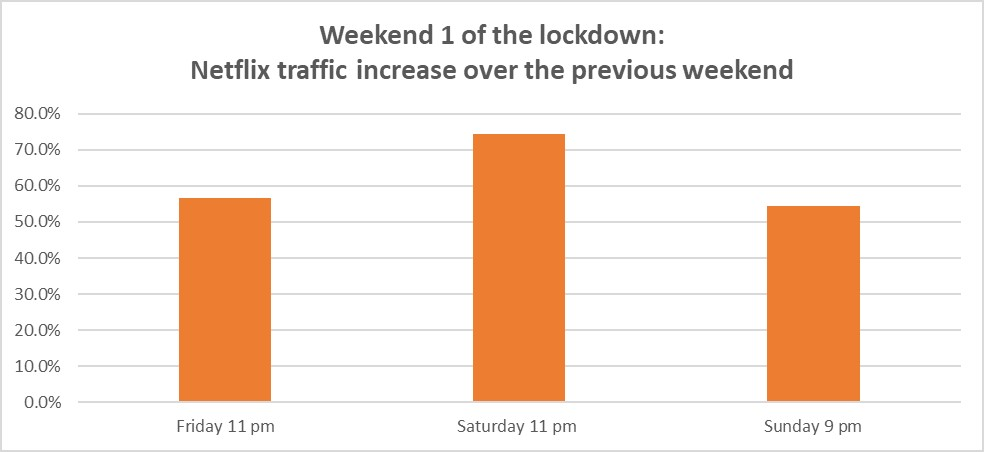 Weekend 1 of the lockdown:
Netflix traffic increase over the previous weekend
80.0%
70.0%
60.0%
50.0%
40.0%
30.0%
20.0%
10.0%
0.0%
Friday 11 pm
Saturday 11 pm
Sunday 9 pm